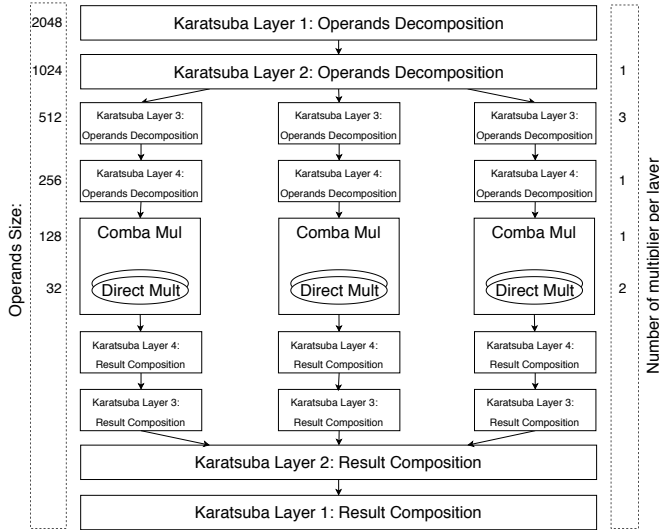 2048
Karatsuba Layer 1: Operands Decomposition
1024
Karatsuba Layer 2: Operands Decomposition
1
512
Karatsuba Layer 3:
Operands Decomposition
Karatsuba Layer 3:
Operands Decomposition
Karatsuba Layer 3:
Operands Decomposition
3
256
Karatsuba Layer 4:
Operands Decomposition
Karatsuba Layer 4:
Operands Decomposition
Karatsuba Layer 4:
Operands Decomposition
1
128
Comba Mul
Comba Mul
Comba Mul
1
32
Direct Mult
Direct Mult
Direct Mult
2
Karatsuba Layer 4:
Result Composition
Karatsuba Layer 4:
Result Composition
Karatsuba Layer 4:
Result Composition
Karatsuba Layer 3:
Result Composition
Karatsuba Layer 3:
Result Composition
Karatsuba Layer 3:
Result Composition
Karatsuba Layer 2: Result Composition
Karatsuba Layer 1: Result Composition
Operands Size:
Number of multiplier per layer